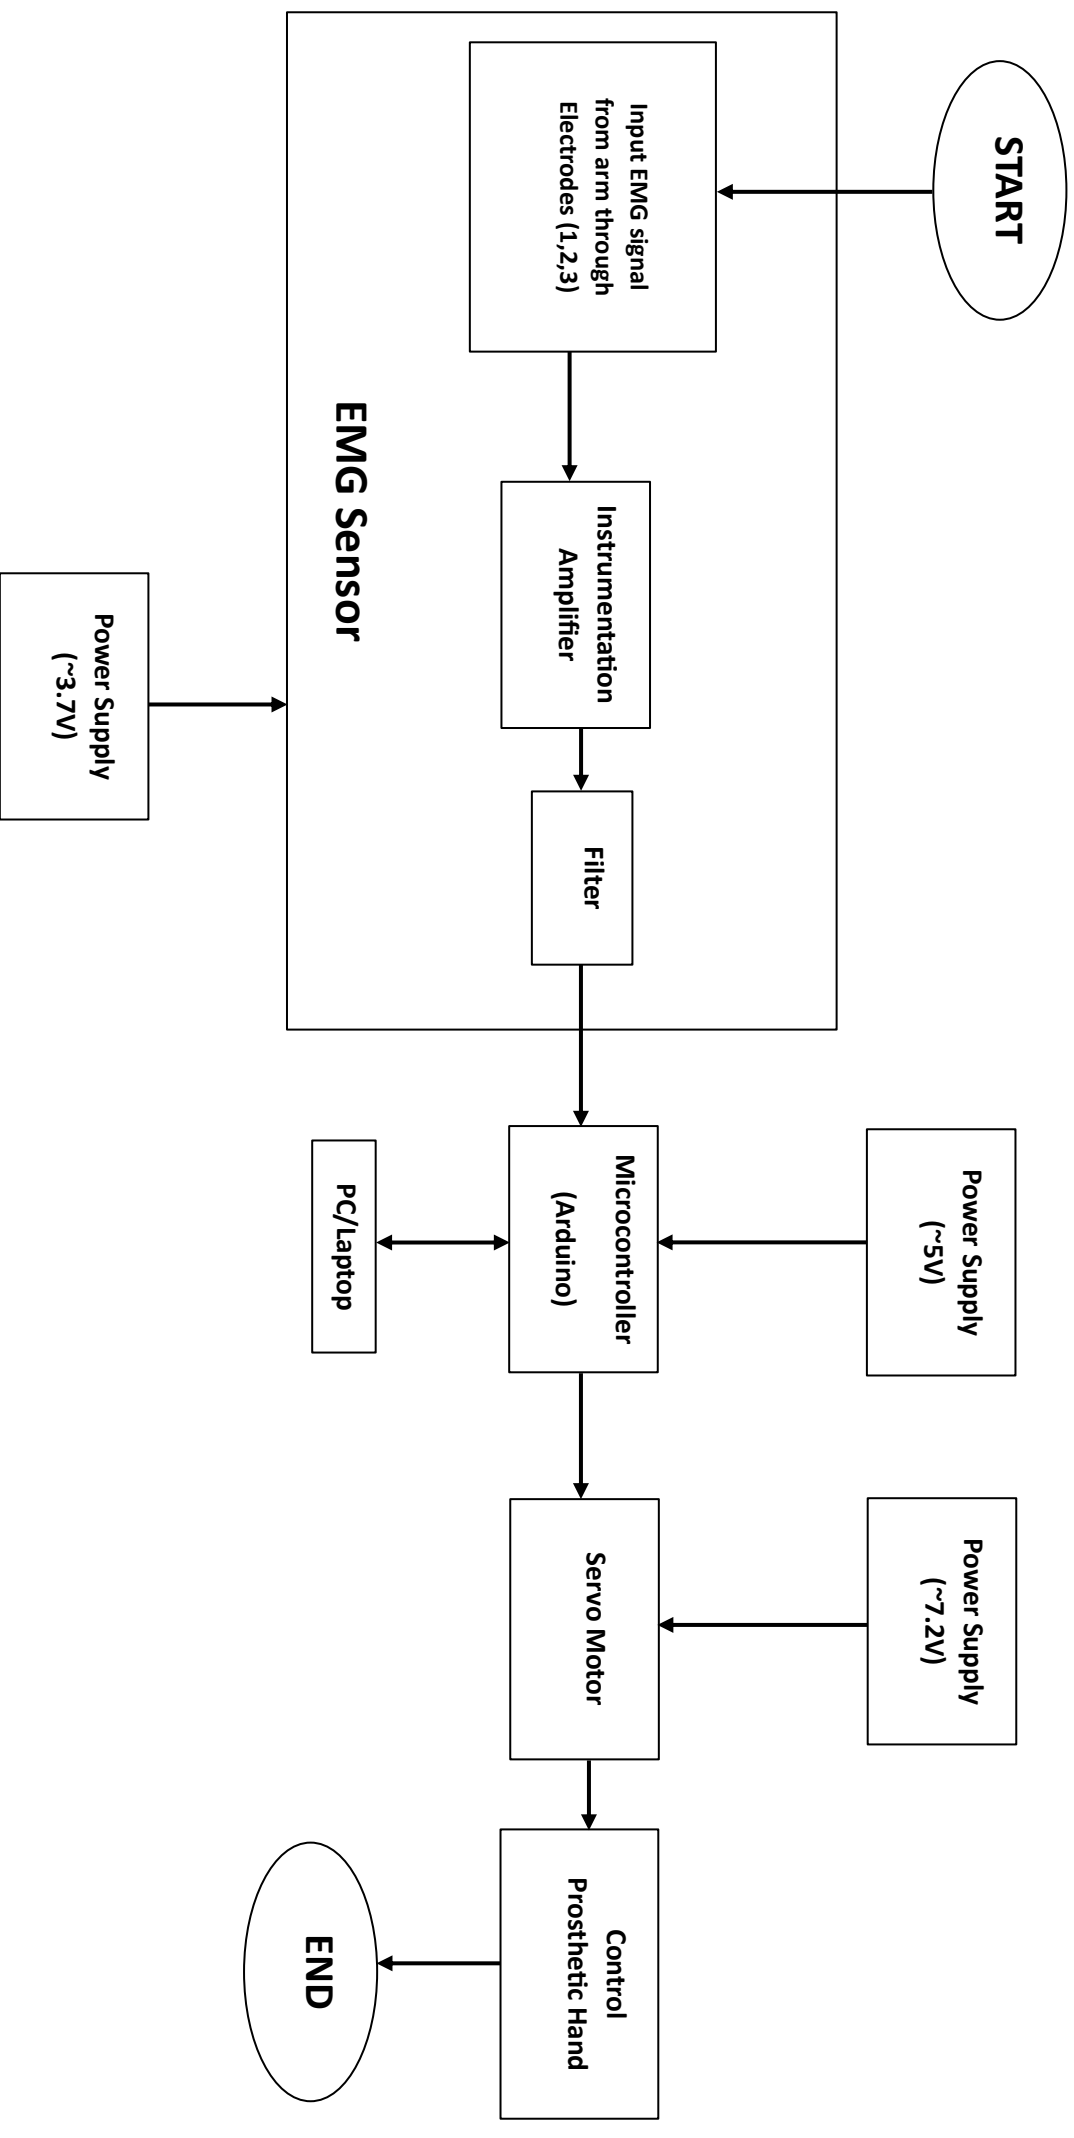 START
Power Supply
(~5V)
Power Supply
(~7.2V)
Input EMG signal
from arm through
Electrodes (1,2,3)
Instrumentation
Amplifier
Filter
Microcontroller
(Arduino)
Servo Motor
Control
Prosthetic Hand
EMG Sensor
PC/Laptop
END
Power Supply
(~3.7V)